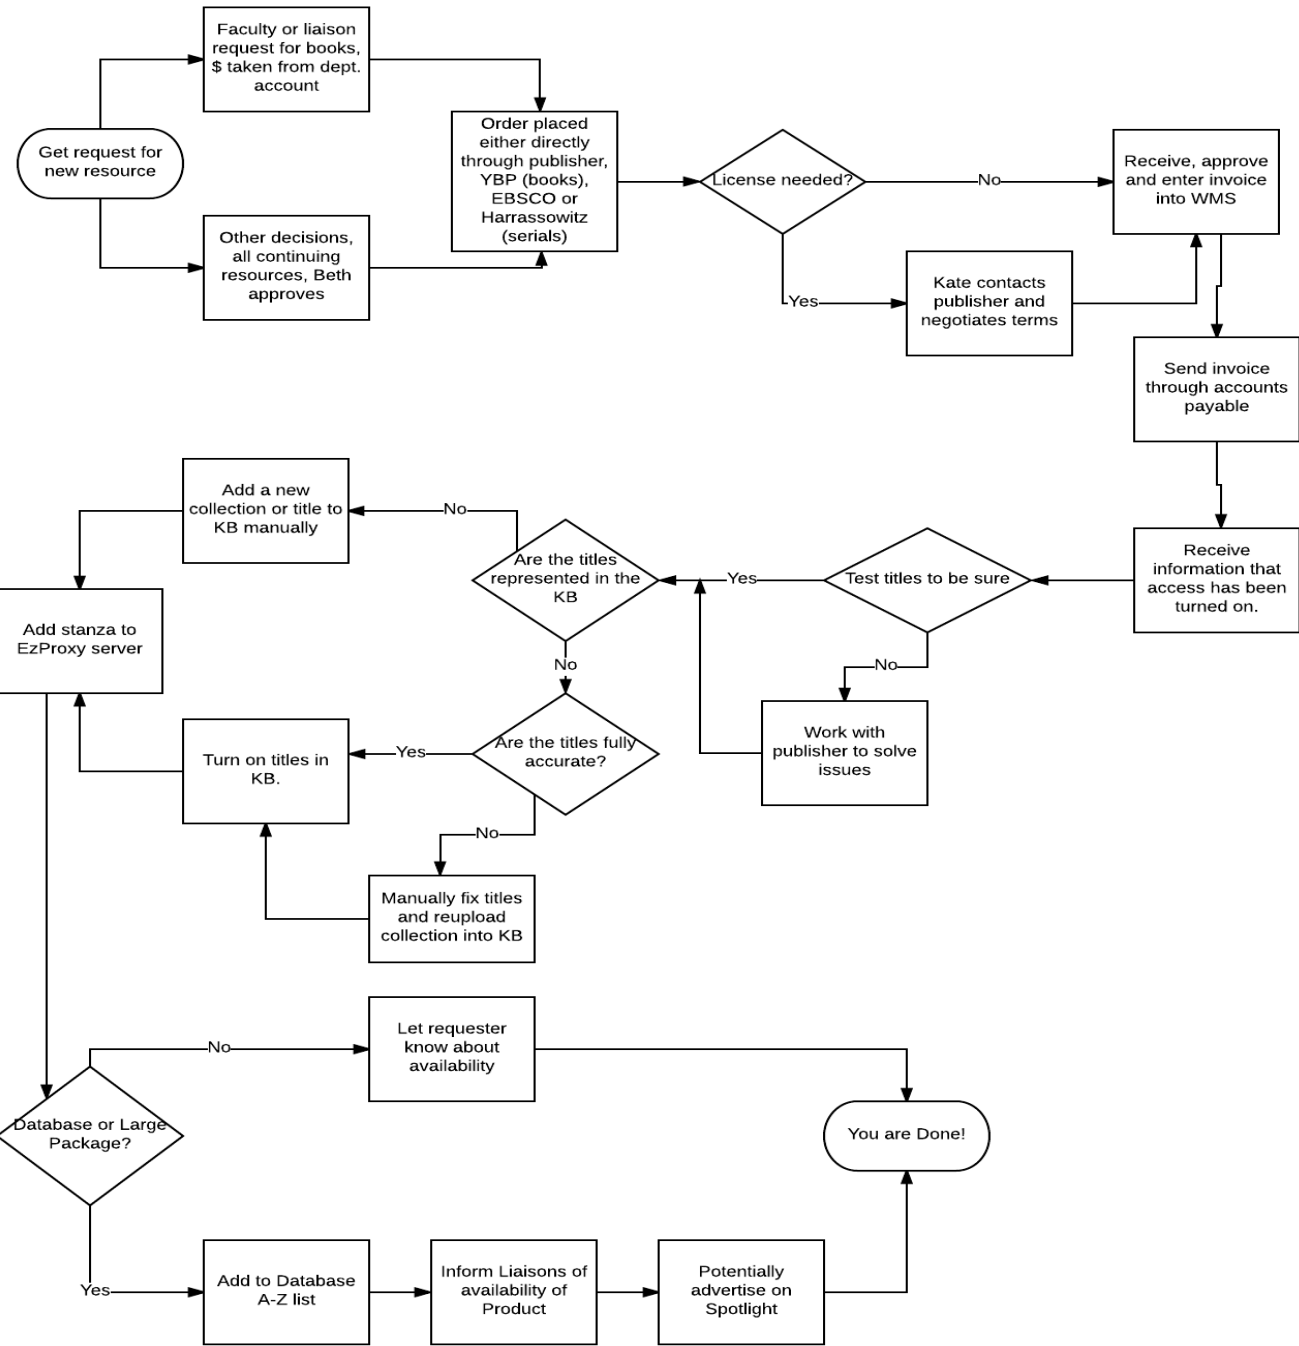 Faculty or liaison
request for books,
$ taken from dept.
account
Get request for
new resource
Other decisions,
all continuing
resources, Beth
approves
Order placed
either directly
through publisher,
YBP (books),
EBSCO or
Harrassowitz
(serials)
License needed?
No
Yes
Receive, approve
and enter invoice
into WMS
Kate contacts
publisher and
negotiates terms
Send invoice
through accounts
payable
Receive
information that
access has been
turned on.
Test titles to be sure
Yes
No
Work with
publisher to solve
issues
Are the titles
represented in the
KB
No
No
Add a new
collection or title to
KB manually
Are the titles fully
accurate?
Yes
No
Turn on titles in
KB.
Manually fix titles
and reupload
collection into KB
Add stanza to
EzProxy server
Database or Large
Package?
No
Yes
Let requester
know about
availability
Add to Database
A-Z list
Inform Liaisons of
availability of
Product
Potentially
advertise on
Spotlight
You are Done!